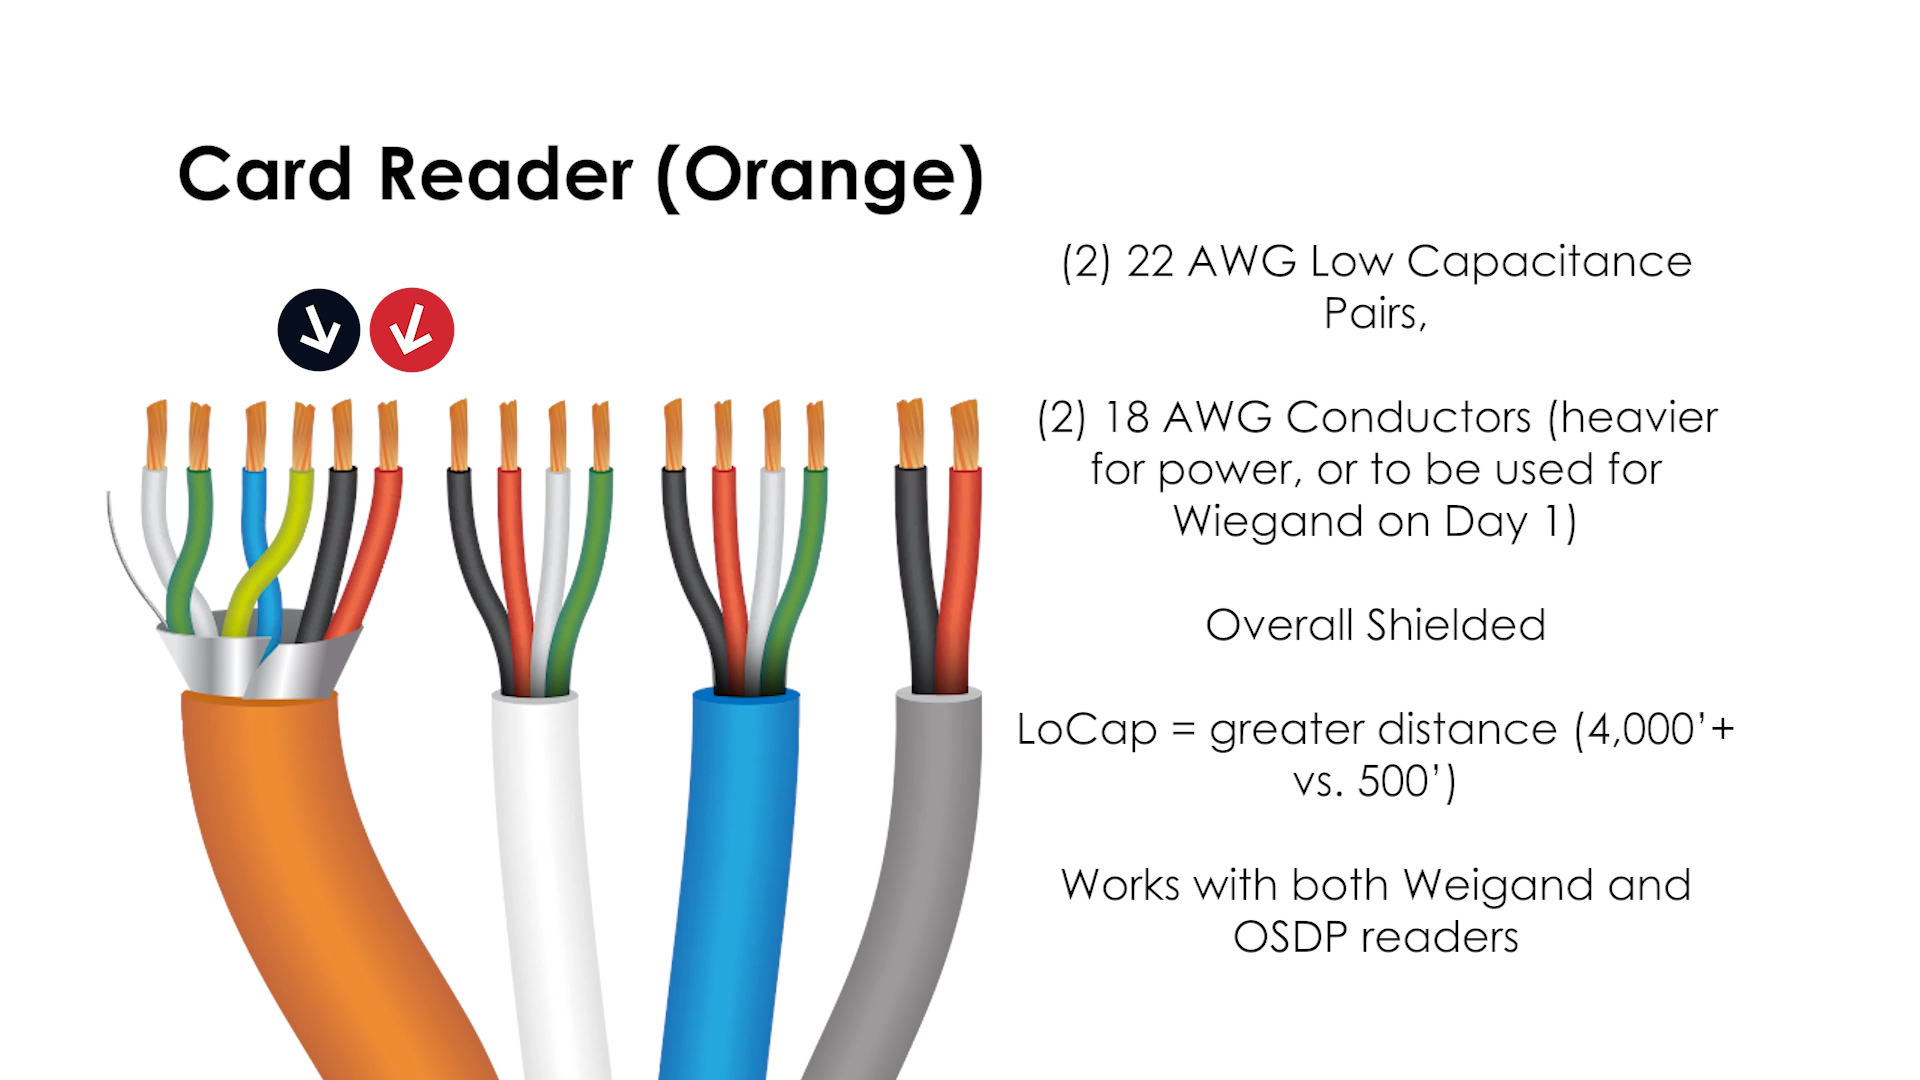 Card Reader (Orange)
(2) 22 AWG Low Capacitance
Pairs,
(2) 18 AWG Conductors (heavier
for power, or to be used for
Wiegand on Day 1)
Overall Shielded
LoCap = greater distance (4,000’+
vs. 500’)
Works with both Weigand and
OSDP readers